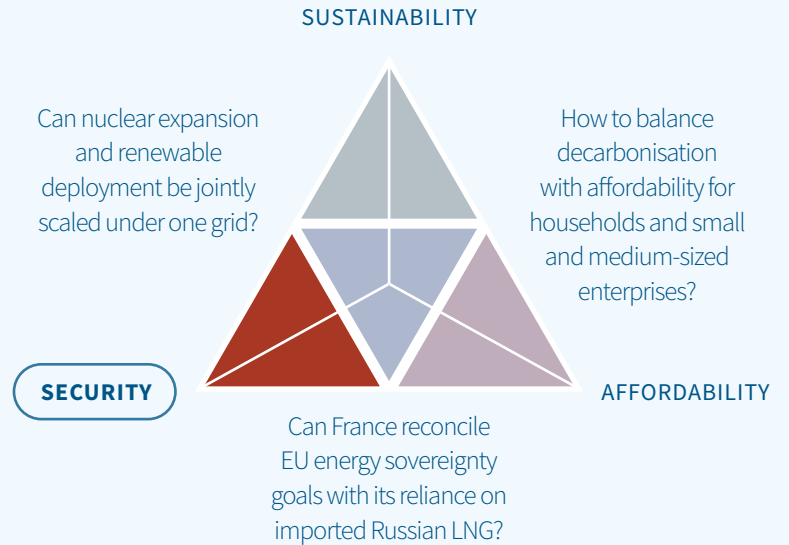 SUSTAINABILITY
Can nuclear expansion
and renewable
deployment be jointly
scaled under one grid?
How to balance
decarbonisation
with affordability for
households and small
and medium-sized
enterprises?
SECURITY
AFFORDABILITY
Can France reconcile
EU energy sovereignty
goals with its reliance on
imported Russian LNG?